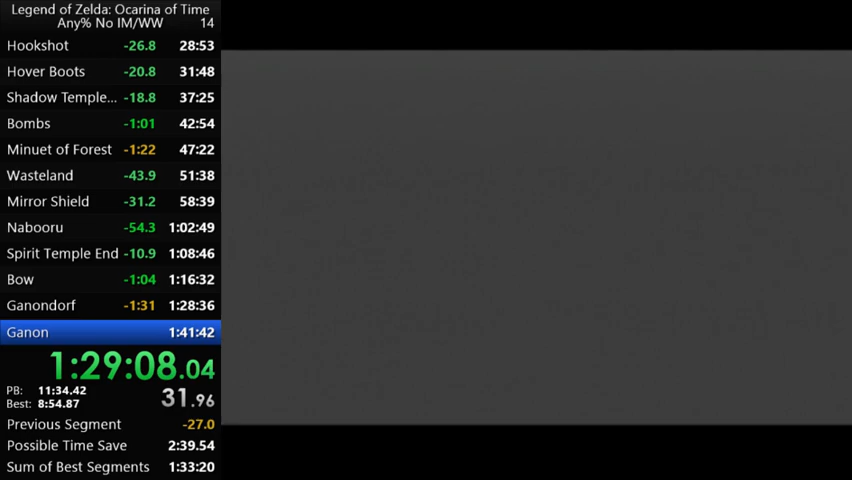 Legend of Zelda: Ocarina of Time
Any% No IM/WW 14
Hookshot -26.8 28:53
Hover Boots -20.8 31:48
Shadow Temple... -18.8 37:25
Bombs -1:01 42:54
Minuet of Forest -1:22 47:22
Wasteland -43.9 51:38
Mirror Shield -31.2 58:39
Nabooru -54.3 1:02:49
Spirit Temple End -10.9 1:08:46
Bow -1:04 1:16:32
Ganondorf -1:31 1:28:36
Ganon 1:41:42
1:29:08.04
PB: 11:34.42
Best: 8:54.87
31.96
Previous Segment -27.0
Possible Time Save 2:39.54
Sum of Best Segments 1:33:20